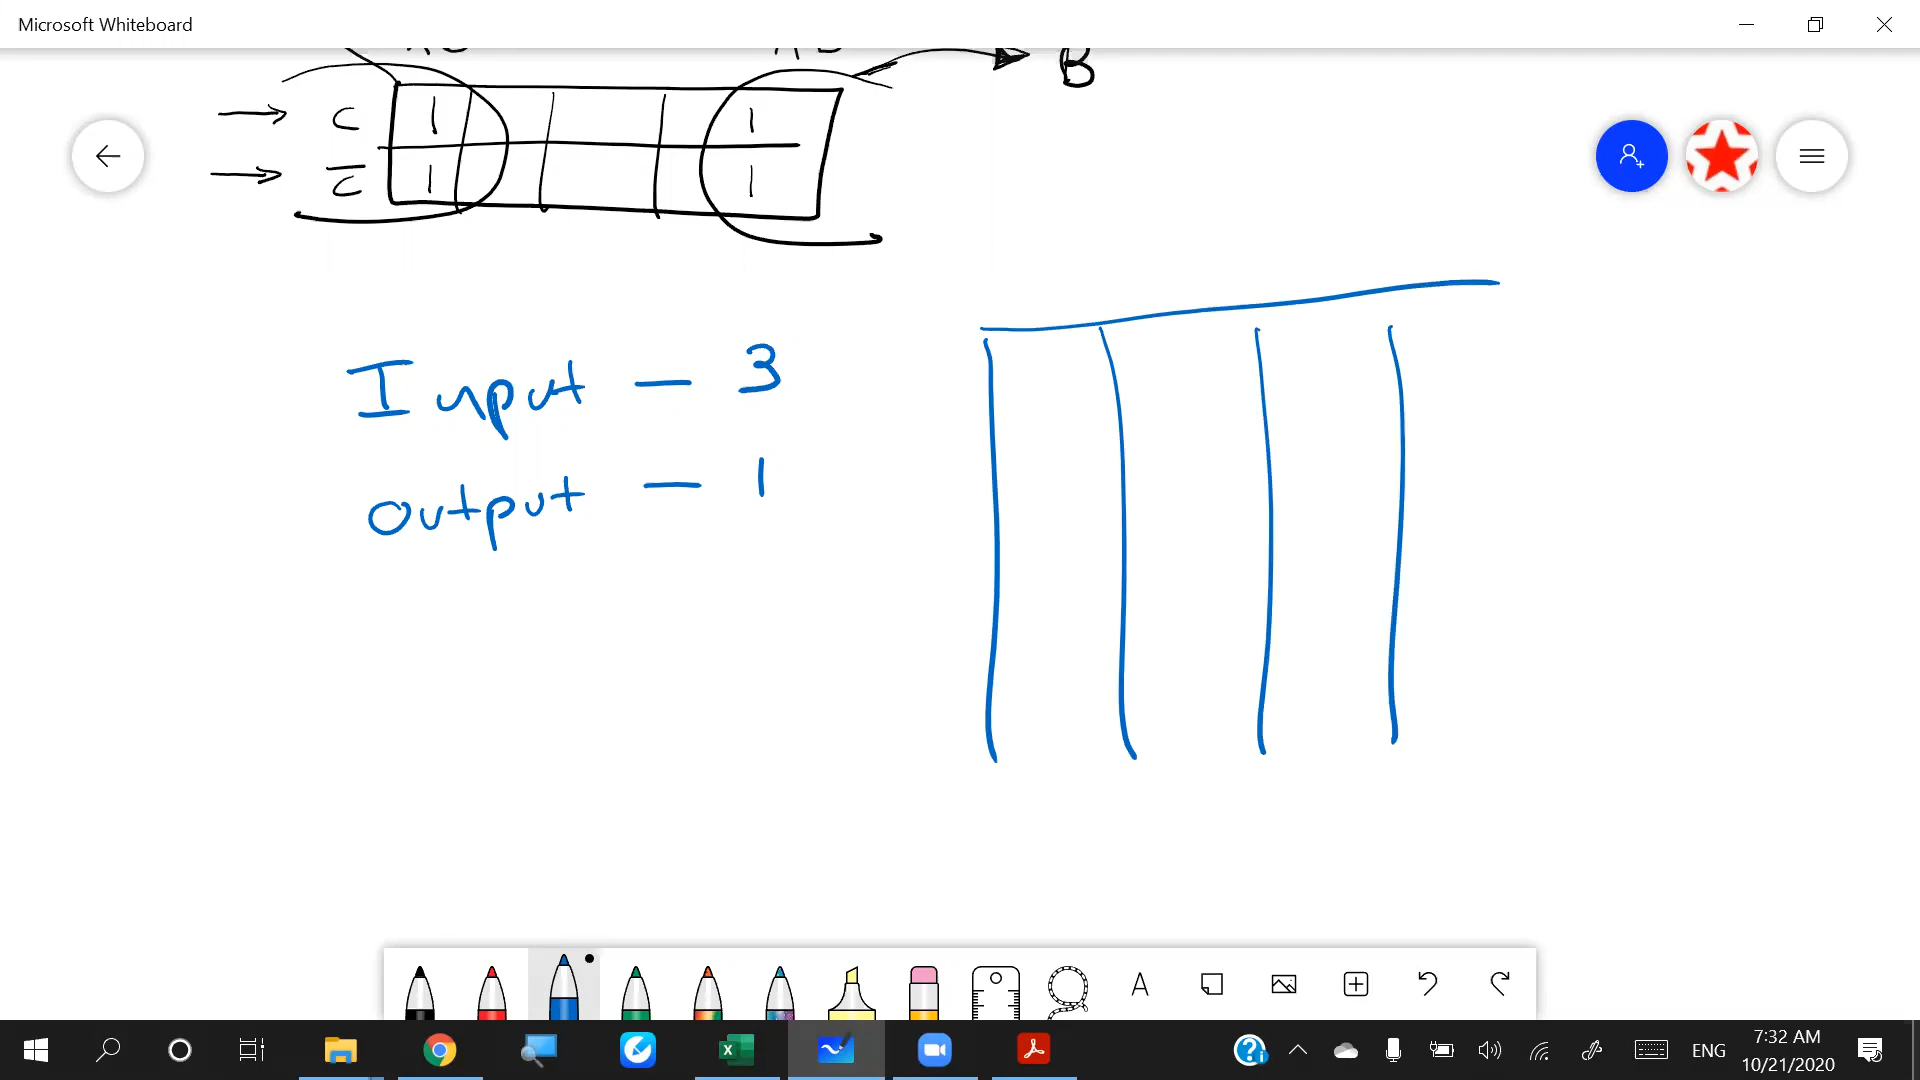 Microsoft Whiteboard
B
C 1 1
C̅ 1 1
Input — 3
output — 1
A
ENG
7:32 AM
10/21/2020